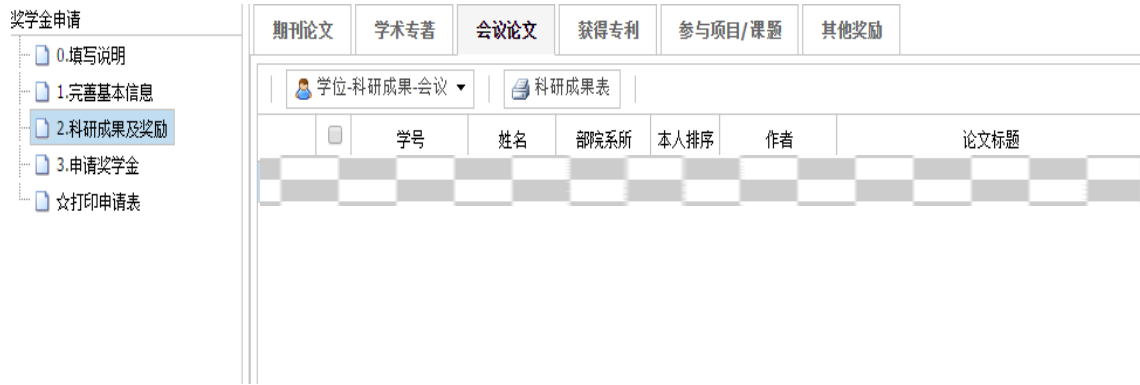 奖学金申请
0.填写说明
1.完善基本信息
2.科研成果及奖励
3.申请奖学金
☆打印申请表
期刊论文 学术专著 会议论文 获得专利 参与项目/课题 其他奖励
学位-科研成果-会议 科研成果表
学号 姓名 部院系所 本人排序 作者 论文标题